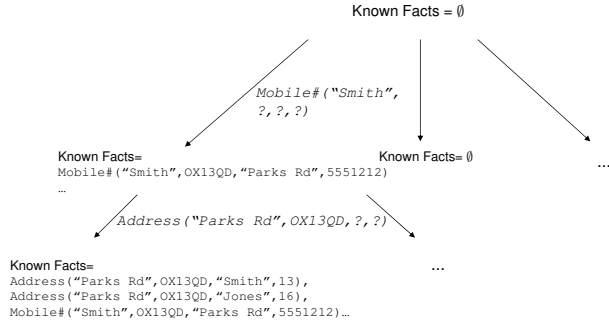 Known Facts = ∅
Mobile#(“Smith”,
?,?,?)
Known Facts=
Mobile#(“Smith”,OX13QD,“Parks Rd”,5551212)
…
Known Facts= ∅
…
Address(“Parks Rd”,OX13QD,?,?)
Known Facts=
Address(“Parks Rd”,OX13QD,“Smith”,13),
Address(“Parks Rd”,OX13QD,“Jones”,16),
Mobile#(“Smith”,OX13QD,“Parks Rd”,5551212)…
…